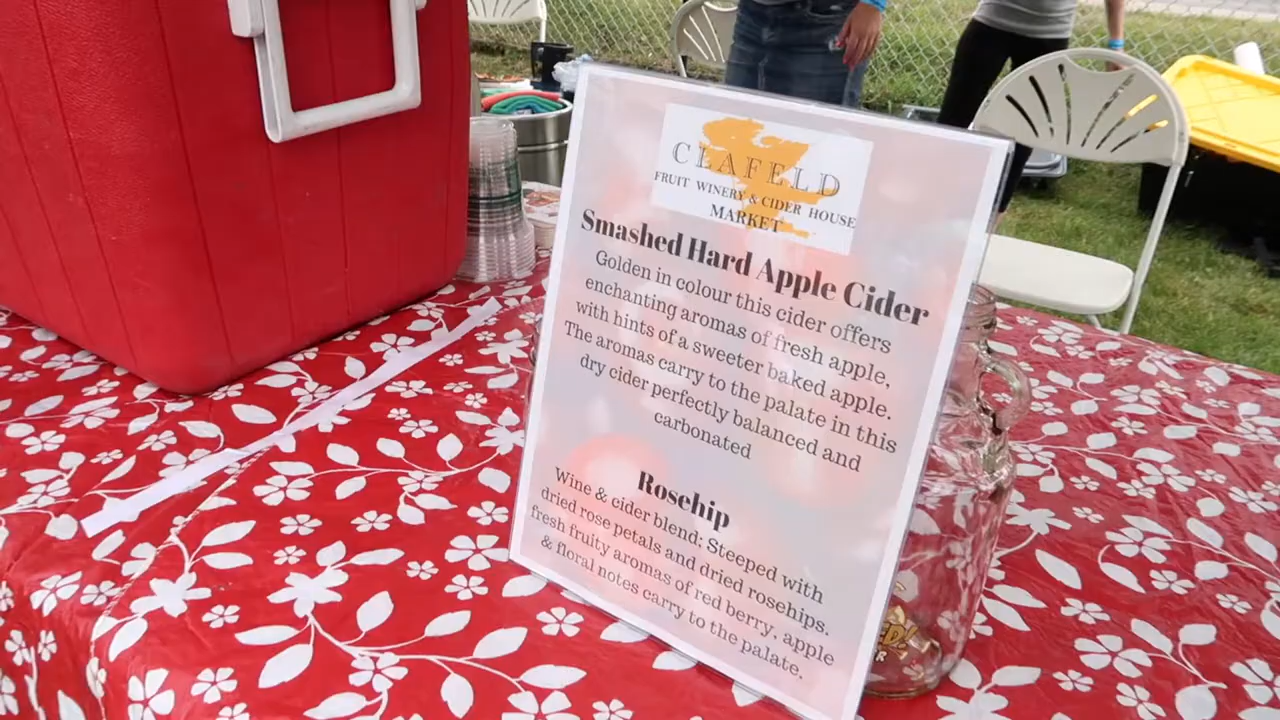 CLAFELD
FRUIT WINERY & CIDER HOUSE
MARKET
Smashed Hard Apple Cider
Golden in colour this cider offers
enchanting aromas of fresh apple,
with hints of a sweeter baked apple.
The aromas carry to the palate in this
dry cider perfectly balanced and
carbonated
Rosehip
Wine & cider blend; Steeped with
dried rose petals and dried rosehips.
fresh fruity aromas of red berry, apple
& floral notes carry to the palate.